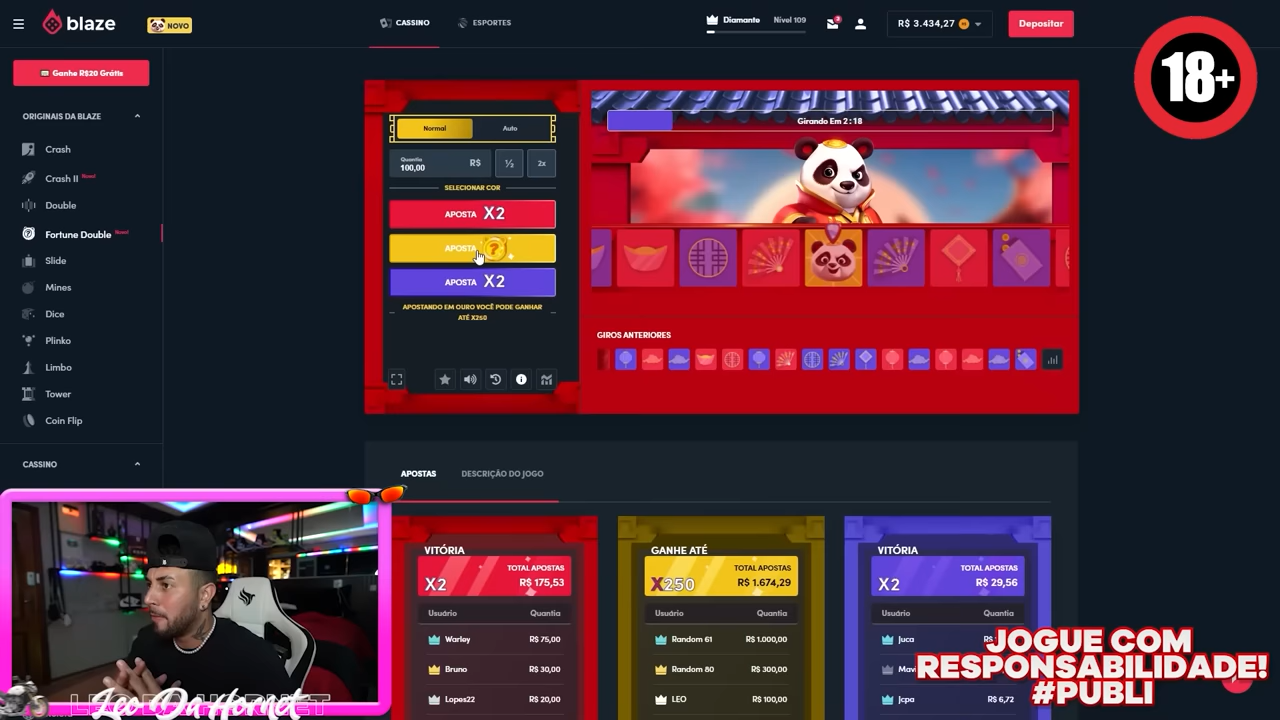 blaze
NOVO
CASSINO
ESPORTES
Diamante
Nível 109
R$ 3.434,27
Depositar
18+
Ganhe R$20 Grátis
ORIGINAIS DA BLAZE
Crash
Crash II Novo!
Double
Fortune Double Novo!
Slide
Mines
Dice
Plinko
Limbo
Tower
Coin Flip
CASSINO
Normal
Auto
Quantia
100,00
R$
½
2x
SELECIONAR COR
APOSTA X2
APOSTA ?
APOSTA X2
APOSTANDO EM OURO VOCÊ PODE GANHAR
ATÉ X250
Girando Em 2:18
GIROS ANTERIORES
APOSTAS
DESCRIÇÃO DO JOGO
VITÓRIA
X2
TOTAL APOSTAS
R$ 175,53
Usuário
Quantia
Warley
R$ 75,00
Bruno
R$ 30,00
Lopes22
R$ 20,00
GANHE ATÉ
X250
TOTAL APOSTAS
R$ 1.674,29
Usuário
Quantia
Random 61
R$ 1.000,00
Random 80
R$ 300,00
LEO
R$ 100,00
VITÓRIA
X2
TOTAL APOSTAS
R$ 29,56
Usuário
Quantia
Juca
Jcpa
R$ 6,72
JOGUE COM
RESPONSABILIDADE!
#PUBLI
Leo Da Hornet